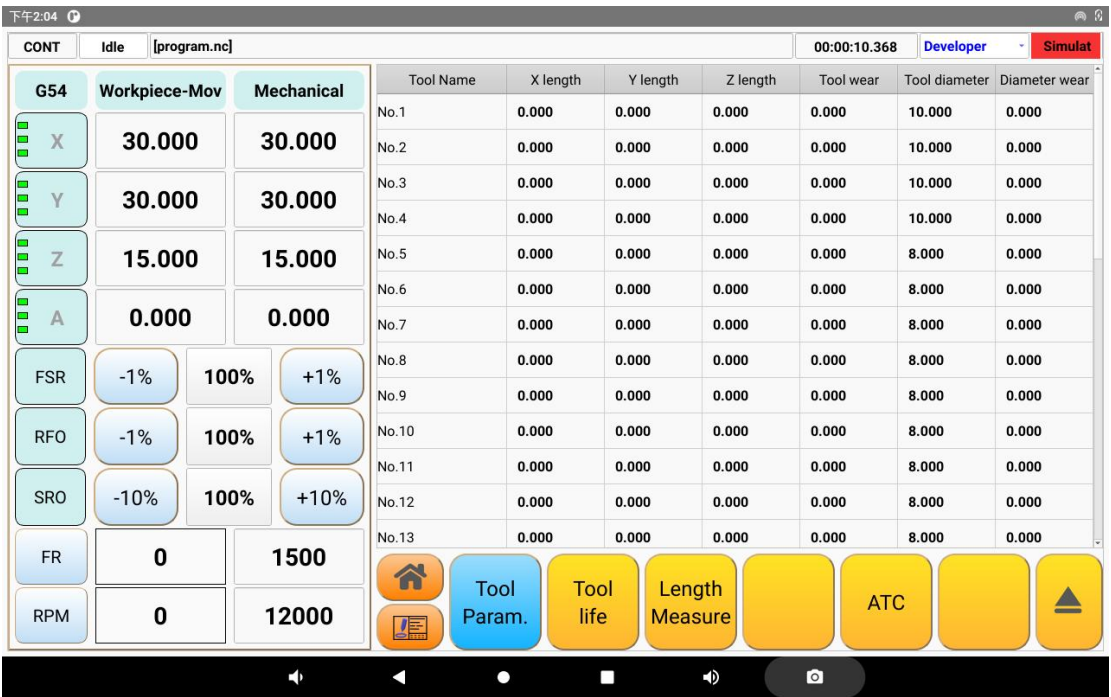 下午2:04
CONT Idle [program.nc] 00:00:10.368 Developer Simulat
G54 Workpiece-Mov Mechanical
X 30.000 30.000
Y 30.000 30.000
Z 15.000 15.000
A 0.000 0.000
FSR -1% 100% +1%
RFO -1% 100% +1%
SRO -10% 100% +10%
FR 0 1500
RPM 0 12000
Tool Name X length Y length Z length Tool wear Tool diameter Diameter wear
No.1 0.000 0.000 0.000 0.000 10.000 0.000
No.2 0.000 0.000 0.000 0.000 10.000 0.000
No.3 0.000 0.000 0.000 0.000 10.000 0.000
No.4 0.000 0.000 0.000 0.000 10.000 0.000
No.5 0.000 0.000 0.000 0.000 8.000 0.000
No.6 0.000 0.000 0.000 0.000 8.000 0.000
No.7 0.000 0.000 0.000 0.000 8.000 0.000
No.8 0.000 0.000 0.000 0.000 8.000 0.000
No.9 0.000 0.000 0.000 0.000 8.000 0.000
No.10 0.000 0.000 0.000 0.000 8.000 0.000
No.11 0.000 0.000 0.000 0.000 8.000 0.000
No.12 0.000 0.000 0.000 0.000 8.000 0.000
No.13 0.000 0.000 0.000 0.000 8.000 0.000
Tool
Param.
Tool
life
Length
Measure
ATC